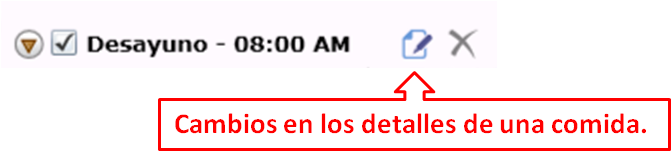 Desayuno - 08:00 AM
Cambios en los detalles de una comida.